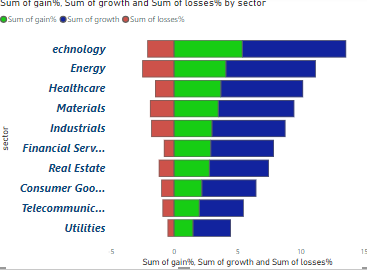 Sum of gain%, Sum of growth and Sum of losses% by sector
Sum of gain% Sum of growth Sum of losses%
echnology
Energy
Healthcare
Materials
Industrials
Financial Serv...
Real Estate
Consumer Goo...
Telecommunic...
Utilities
sector
5 0 5 10 15
Sum of gain%, Sum of growth and Sum of losses%